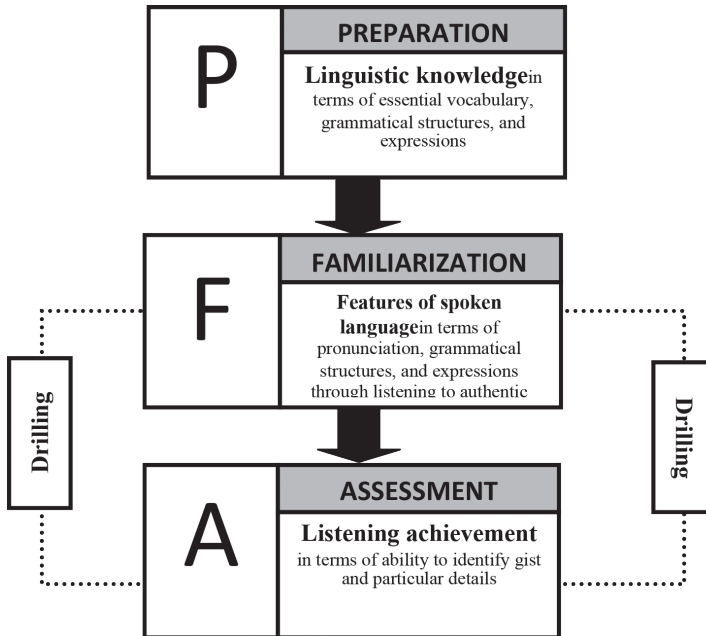 P
PREPARATION
Linguistic knowledgein
terms of essential vocabulary,
grammatical structures, and
expressions
F
FAMILIARIZATION
Features of spoken
languagein terms of
pronunciation, grammatical
structures, and expressions
through listening to authentic
Drilling
Drilling
A
ASSESSMENT
Listening achievement
in terms of ability to identify gist
and particular details